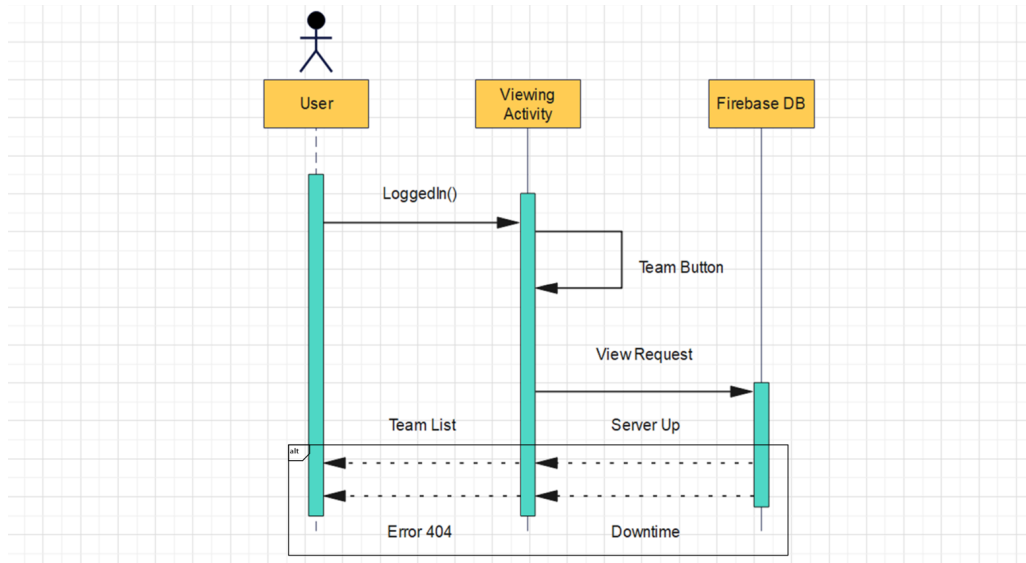 User
Viewing
Activity
Firebase DB
LoggedIn()
Team Button
View Request
Team List
Server Up
alt
Error 404
Downtime